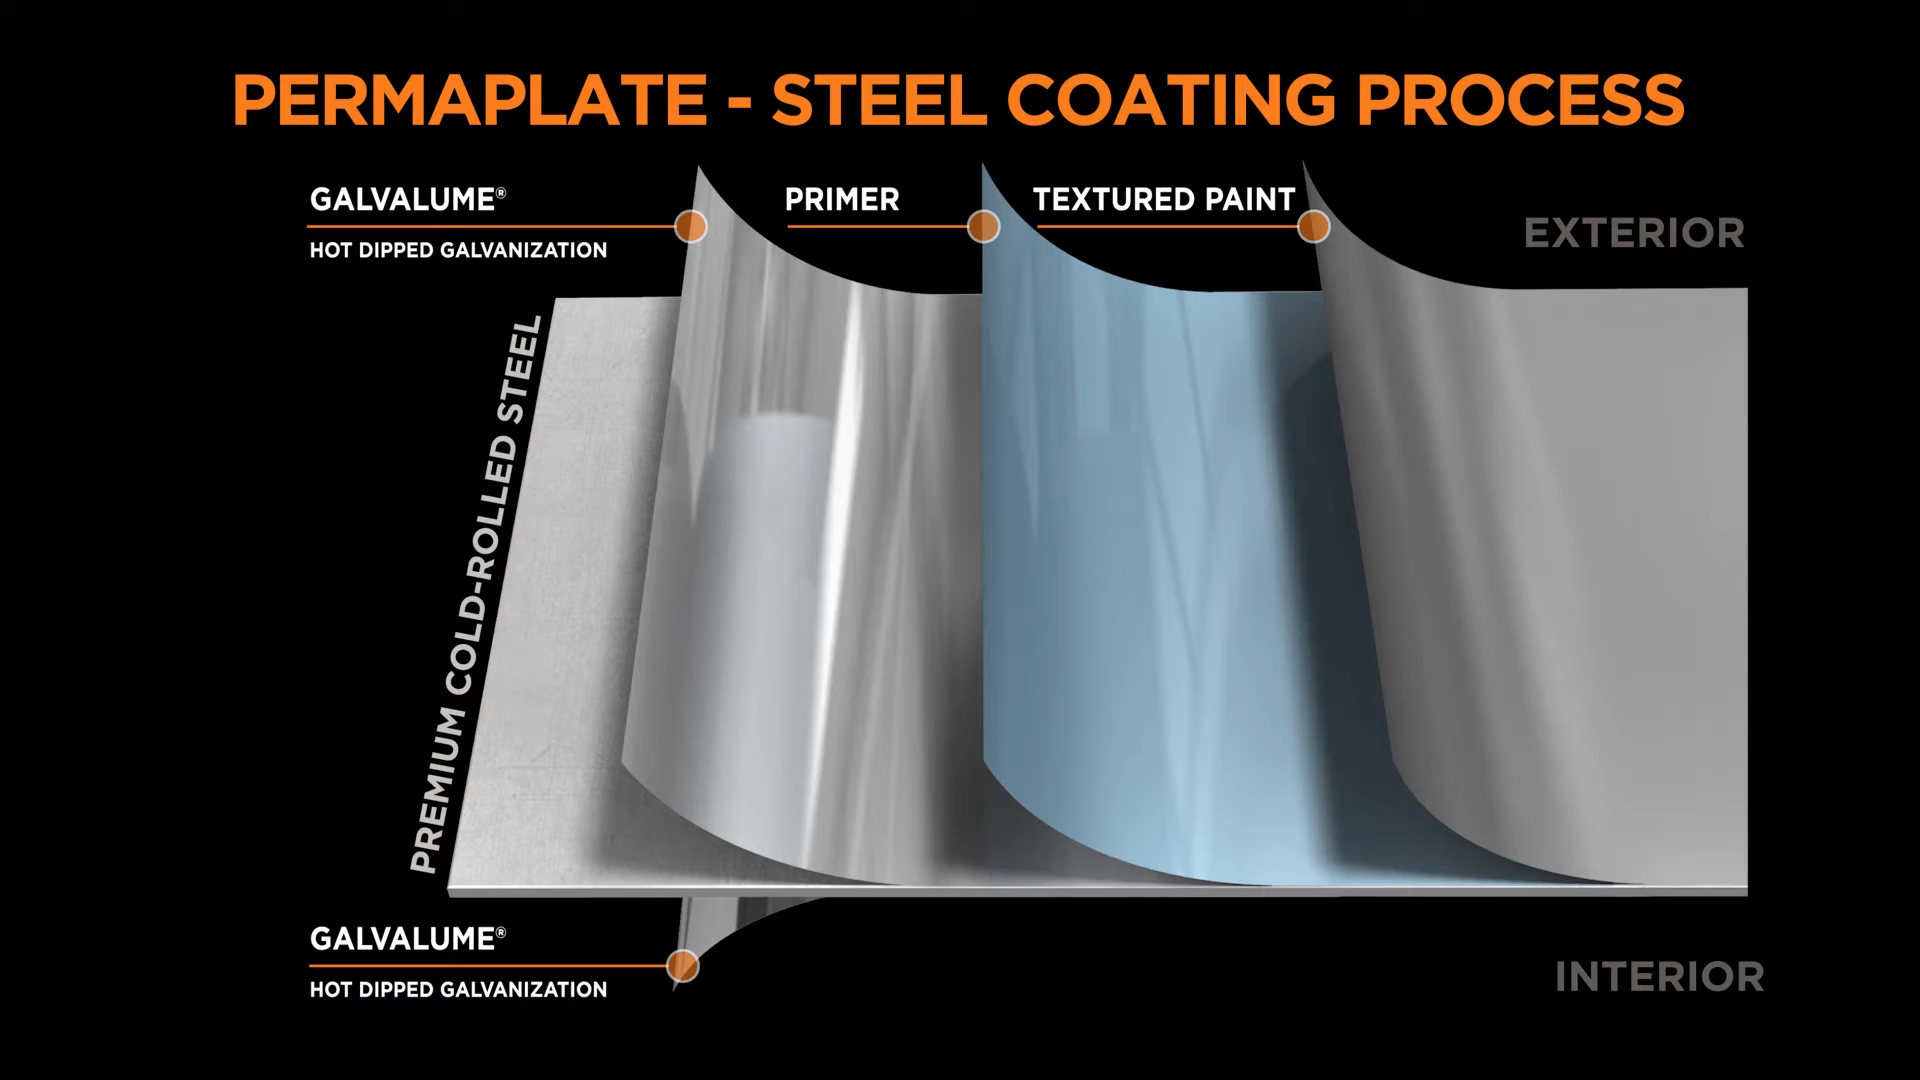 PERMAPLATE - STEEL COATING PROCESS
GALVALUME®
HOT DIPPED GALVANIZATION
PRIMER
TEXTURED PAINT
EXTERIOR
PREMIUM COLD-ROLLED STEEL
GALVALUME®
HOT DIPPED GALVANIZATION
INTERIOR